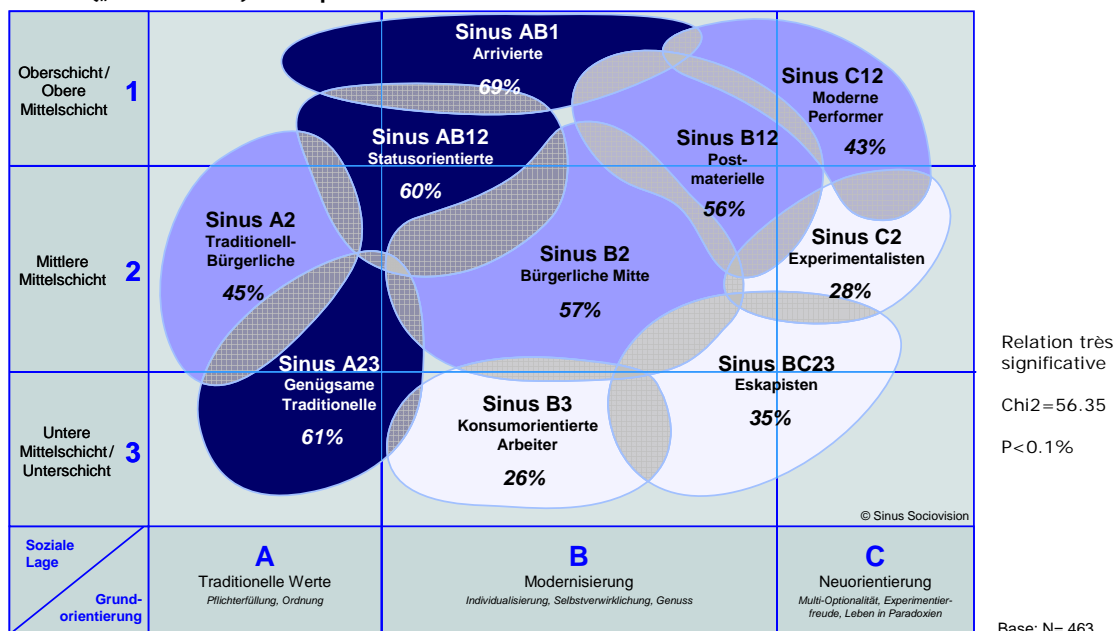 Oberschicht/
Obere
Mittelschicht
1
Mittlere
Mittelschicht
2
Untere
Mittelschicht/
Unterschicht
3
Sinus AB1
Arrivierte
69%
Sinus AB12
Statusorientierte
60%
Sinus C12
Moderne
Performer
43%
Sinus B12
Post-
materielle
56%
Sinus A2
Traditionell-
Bürgerliche
45%
Sinus B2
Bürgerliche Mitte
57%
Sinus C2
Experimentalisten
28%
Sinus A23
Genügsame
Traditionelle
61%
Sinus B3
Konsumorientierte
Arbeiter
26%
Sinus BC23
Eskapisten
35%
© Sinus Sociovision
Soziale
Lage
Grund-
orientierung
A
Traditionelle Werte
Pflichterfüllung, Ordnung
B
Modernisierung
Individualisierung, Selbstverwirklichung, Genuss
C
Neuorientierung
Multi-Optionalität, Experimentier-
freude, Leben in Paradoxien
Relation très
significative
Chi2=56.35
P<0.1%
Base: N= 463